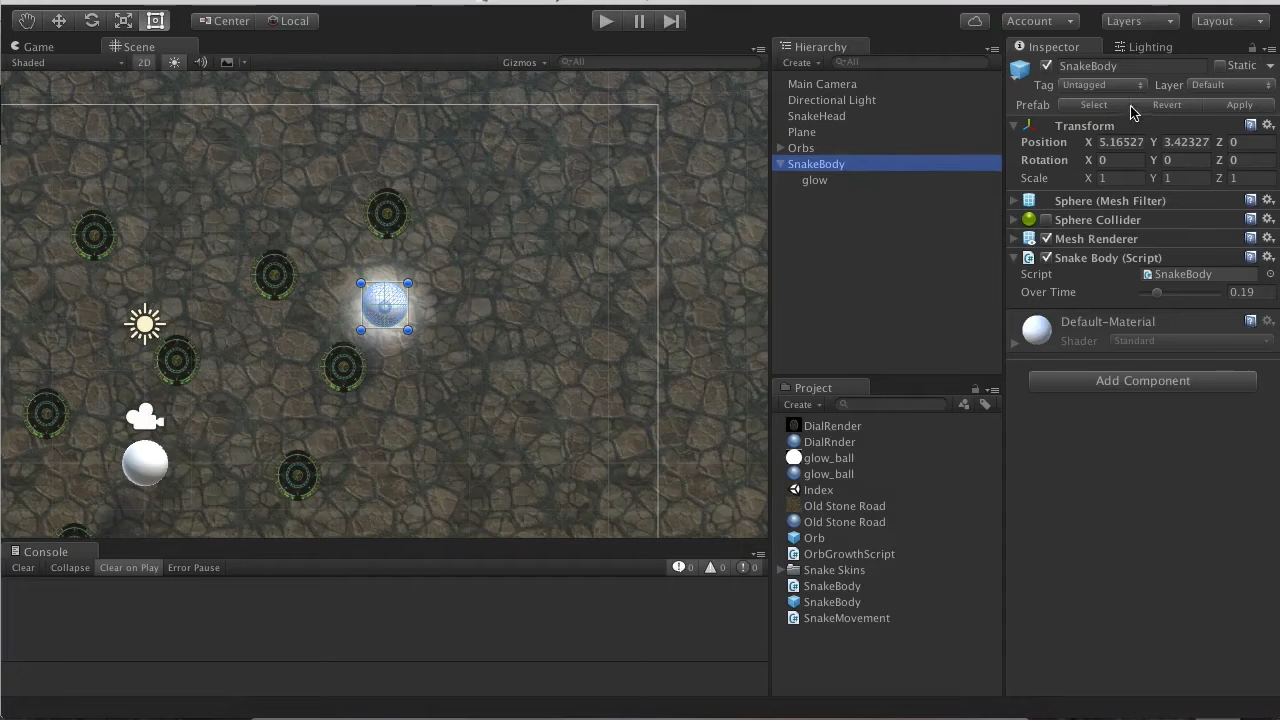 Center Local
Account Layers Layout
Game Scene
Shaded 2D Gizmos All
Console
Clear Collapse Clear on Play Error Pause 0 0 0
Hierarchy
Create All
Main Camera
Directional Light
SnakeHead
Plane
Orbs
SnakeBody
glow
Project
Create
DialRender
DialRnder
glow_ball
glow_ball
Index
Old Stone Road
Old Stone Road
Orb
OrbGrowthScript
Snake Skins
SnakeBody
SnakeBody
SnakeMovement
Inspector Lighting
SnakeBody Static
Tag Untagged Layer Default
Prefab Select Revert Apply
Transform
Position X 5.16527 Y 3.42327 Z 0
Rotation X 0 Y 0 Z 0
Scale X 1 Y 1 Z 1
Sphere (Mesh Filter)
Sphere Collider
Mesh Renderer
Snake Body (Script)
Script SnakeBody
Over Time 0.19
Default-Material
Shader Standard
Add Component